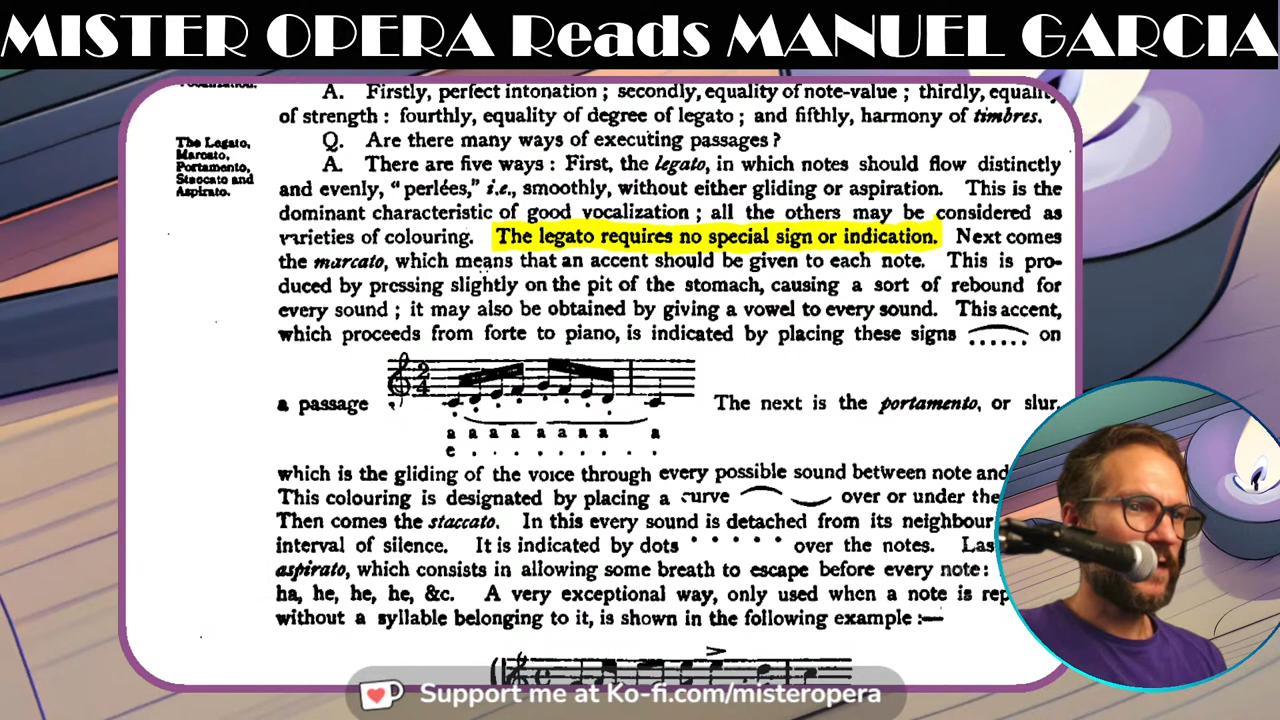 MISTER OPERA Reads MANUEL GARCIA
A. Firstly, perfect intonation ; secondly, equality of note-value ; thirdly, equality
of strength : fourthly, equality of degree of legato ; and fifthly, harmony of timbres.
Q. Are there many ways of executing passages ?
The Legato,
Marcato,
Portamento,
Staccato and
Aspirato.
A. There are five ways : First, the legato, in which notes should flow distinctly
and evenly, “ perlées,” i.e., smoothly, without either gliding or aspiration. This is the
dominant characteristic of good vocalization ; all the others may be considered as
varieties of colouring. The legato requires no special sign or indication. Next comes
the marcato, which means that an accent should be given to each note. This is pro-
duced by pressing slightly on the pit of the stomach, causing a sort of rebound for
every sound ; it may also be obtained by giving a vowel to every sound. This accent,
which proceeds from forte to piano, is indicated by placing these signs on
a passage
2
4
The next is the portamento, or slur,
a a a a a a a a a
e . . . . . . . .
which is the gliding of the voice through every possible sound between note and
This colouring is designated by placing a curve over or under the
Then comes the staccato. In this every sound is detached from its neighbour
interval of silence. It is indicated by dots . . . . . over the notes. Las
aspirato, which consists in allowing some breath to escape before every note :
ha, he, he, he, &c. A very exceptional way, only used when a note is rep
without a syllable belonging to it, is shown in the following example :—
Support me at Ko-fi.com/misteropera